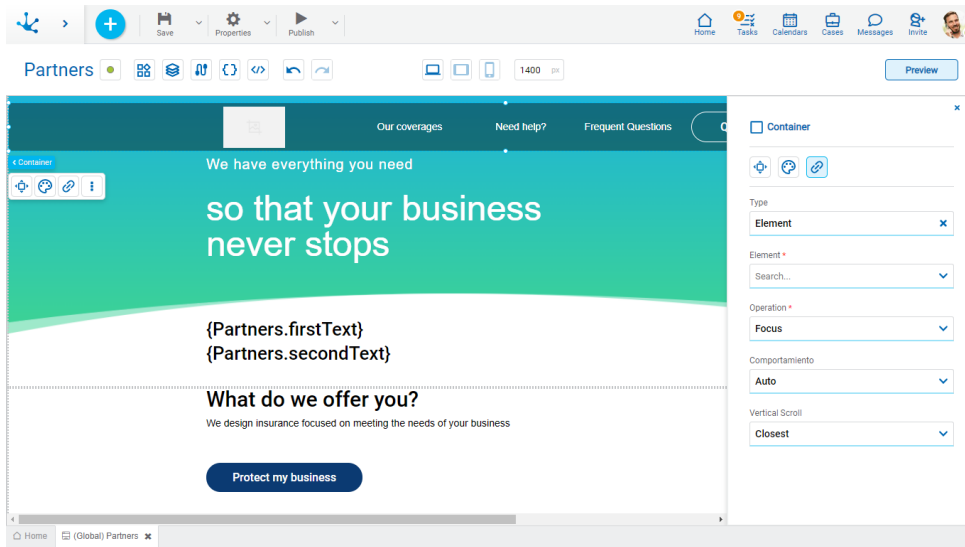 Save
Properties
Publish
Home
9
Tasks
Calendars
Cases
Messages
Invite
Partners
1400 px
Preview
Our coverages
Need help?
Frequent Questions
Q
Container
We have everything you need
so that your business
never stops
{Partners.firstText}
{Partners.secondText}
What do we offer you?
We design insurance focused on meeting the needs of your business
Protect my business
Container
Type
Element
Element *
Search...
Operation *
Focus
Comportamiento
Auto
Vertical Scroll
Closest
Home
(Global) Partners